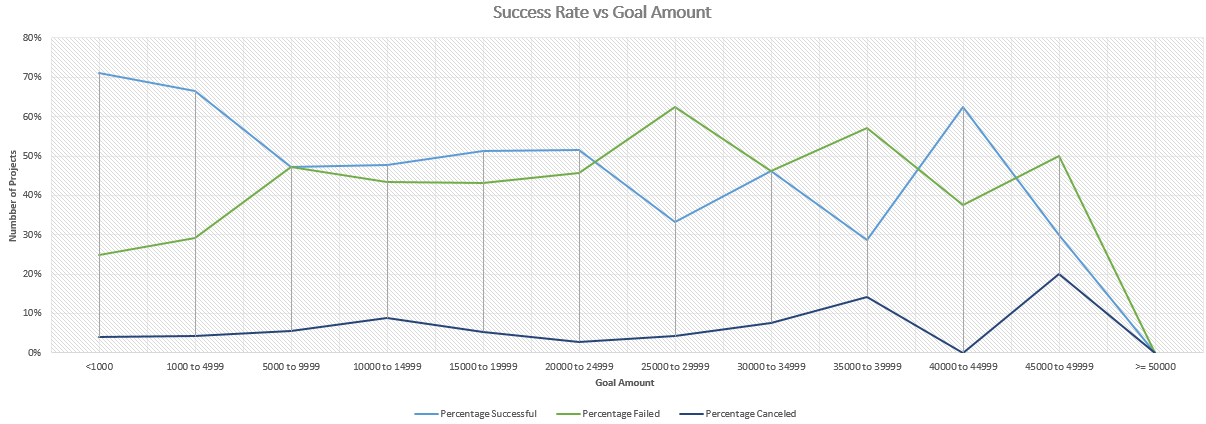 Success Rate vs Goal Amount
80%
70%
60%
50%
40%
30%
20%
10%
0%
Numbber of Projects
<1000 1000 to 4999 5000 to 9999 10000 to 14999 15000 to 19999 20000 to 24999 25000 to 29999 30000 to 34999 35000 to 39999 40000 to 44999 45000 to 49999 >= 50000
Goal Amount
Percentage Successful Percentage Failed Percentage Canceled